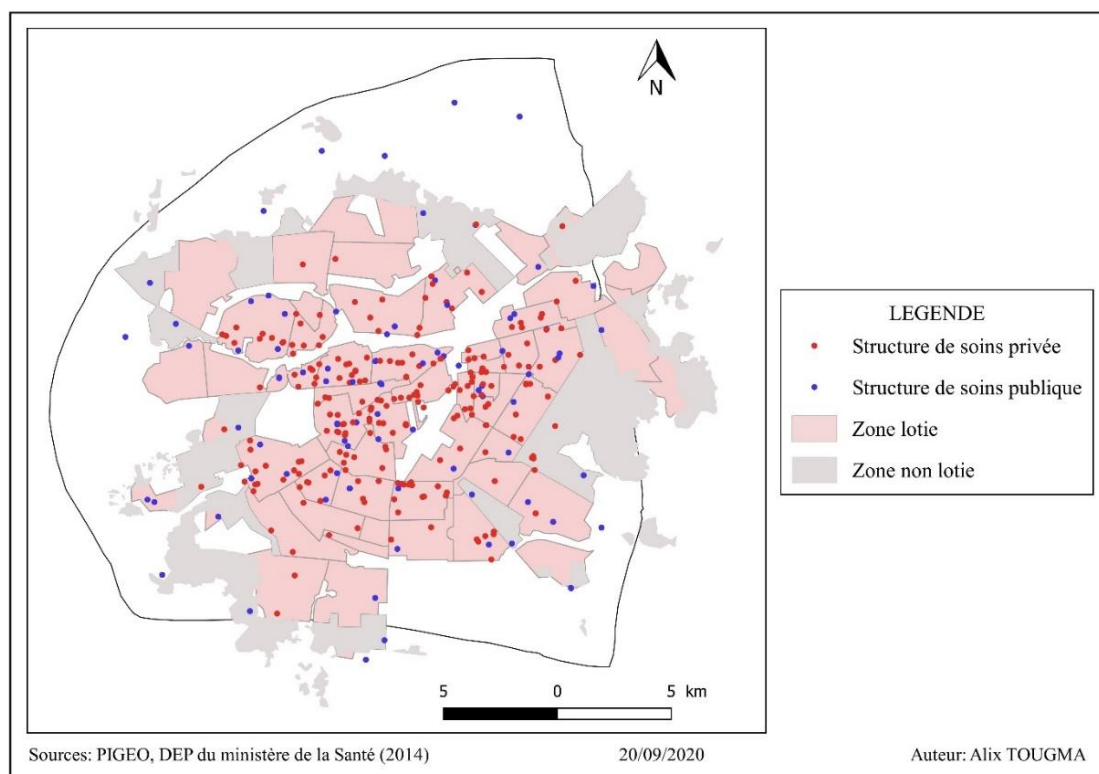 N
LEGENDE
Structure de soins privée
Structure de soins publique
Zone lotie
Zone non lotie
5 0 5 km
Sources: PIGEO, DEP du ministère de la Santé (2014) 20/09/2020 Auteur: Alix TOUGMA